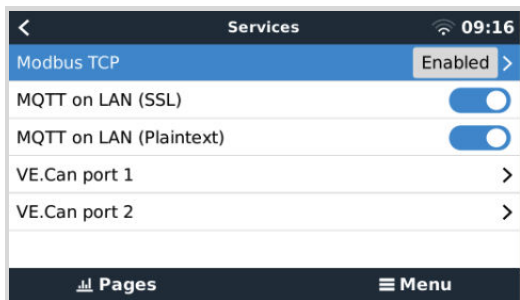 Services 09:16
Modbus TCP Enabled
MQTT on LAN (SSL)
MQTT on LAN (Plaintext)
VE.Can port 1
VE.Can port 2
Pages Menu